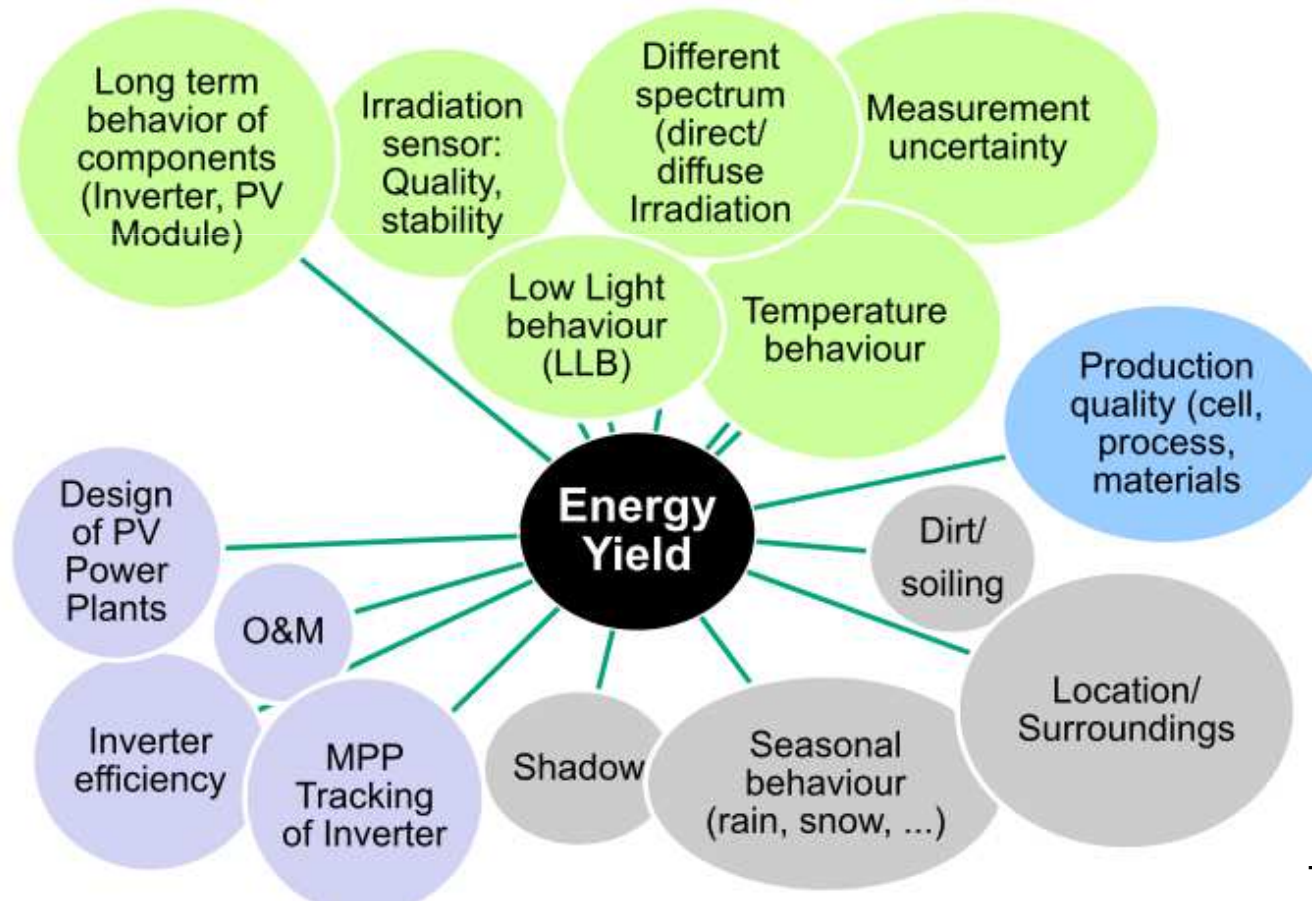 Long term
behavior of
components
(Inverter, PV
Module)
Irradiation
sensor:
Quality,
stability
Different
spectrum
(direct/
diffuse
Irradiation
Measurement
uncertainty
Low Light
behaviour
(LLB)
Temperature
behaviour
Production
quality (cell,
process,
materials
Energy
Yield
Design
of PV
Power
Plants
O&M
Dirt/
soiling
Inverter
efficiency
MPP
Tracking
of Inverter
Shadow
Seasonal
behaviour
(rain, snow, ...)
Location/
Surroundings